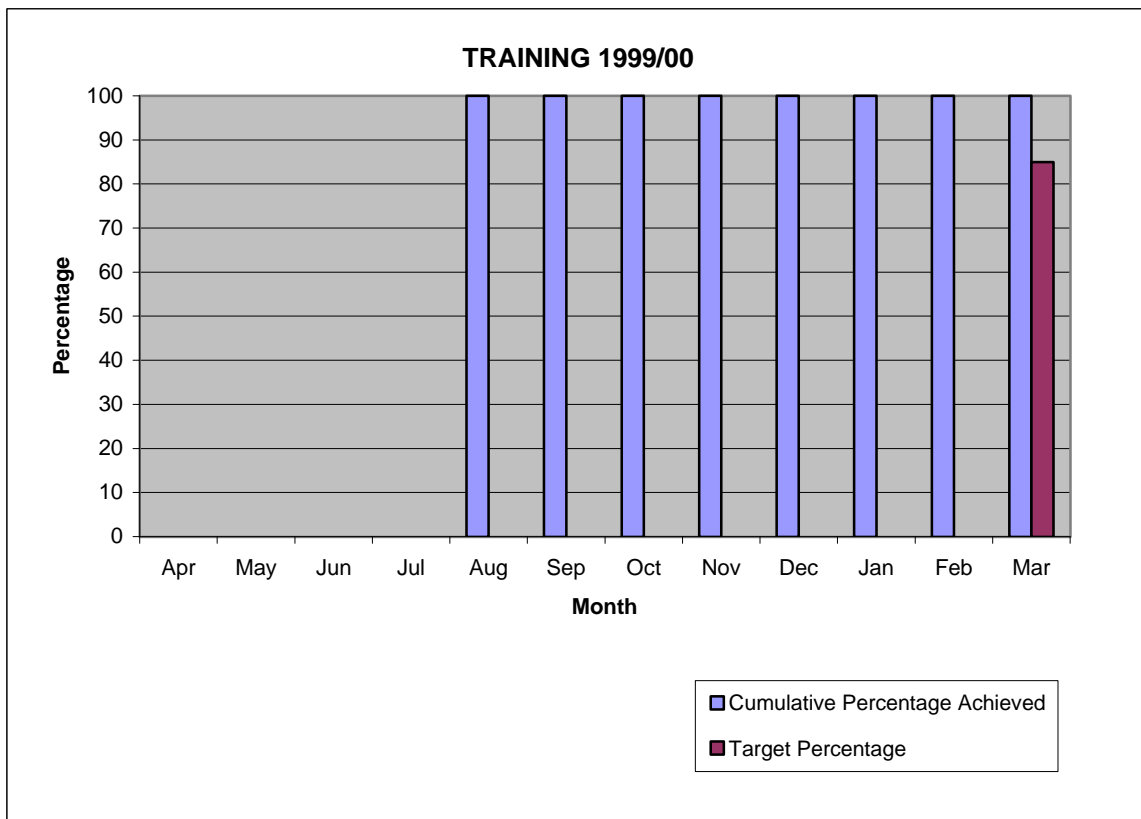 TRAINING 1999/00
100
90
80
70
60
50
40
30
20
10
0
Percentage
Apr May Jun Jul Aug Sep Oct Nov Dec Jan Feb Mar
Month
Cumulative Percentage Achieved
Target Percentage